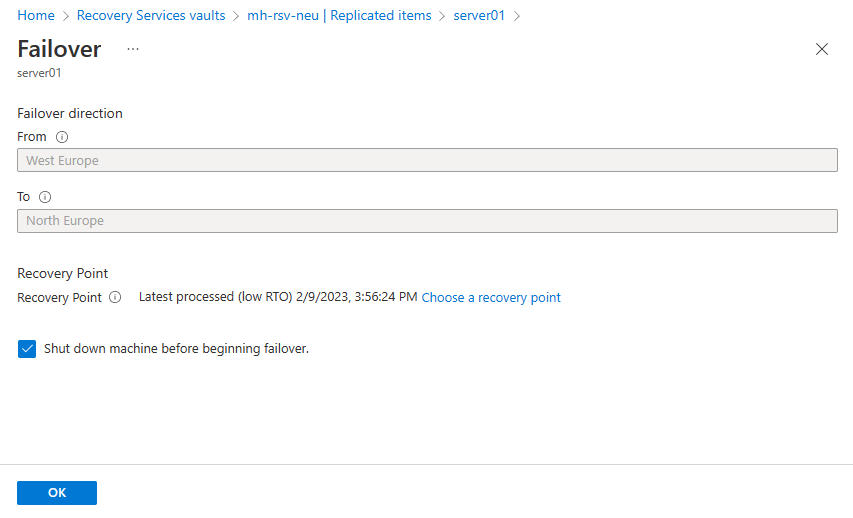 Home > Recovery Services vaults > mh-rsv-neu | Replicated items > server01 >
Failover ...
server01
Failover direction
From
West Europe
To
North Europe
Recovery Point
Recovery Point Latest processed (low RTO) 2/9/2023, 3:56:24 PM Choose a recovery point
Shut down machine before beginning failover.
OK